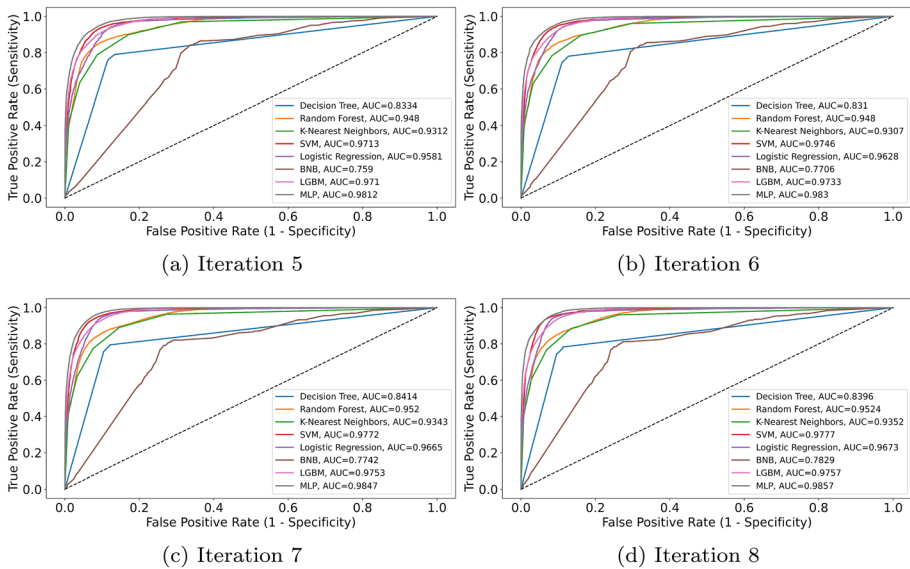 True Positive Rate (Sensitivity)
1.0
0.8
0.6
0.4
0.2
0.0
Decision Tree, AUC=0.8334
Random Forest, AUC=0.948
K-Nearest Neighbors, AUC=0.9312
SVM, AUC=0.9713
Logistic Regression, AUC=0.9581
BNB, AUC=0.759
LGBM, AUC=0.971
MLP, AUC=0.9812
0.0 0.2 0.4 0.6 0.8 1.0
False Positive Rate (1 - Specificity)
(a) Iteration 5
True Positive Rate (Sensitivity)
1.0
0.8
0.6
0.4
0.2
0.0
Decision Tree, AUC=0.831
Random Forest, AUC=0.948
K-Nearest Neighbors, AUC=0.9307
SVM, AUC=0.9746
Logistic Regression, AUC=0.9628
BNB, AUC=0.7706
LGBM, AUC=0.9733
MLP, AUC=0.983
0.0 0.2 0.4 0.6 0.8 1.0
False Positive Rate (1 - Specificity)
(b) Iteration 6
True Positive Rate (Sensitivity)
1.0
0.8
0.6
0.4
0.2
0.0
Decision Tree, AUC=0.8414
Random Forest, AUC=0.952
K-Nearest Neighbors, AUC=0.9343
SVM, AUC=0.9772
Logistic Regression, AUC=0.9665
BNB, AUC=0.7742
LGBM, AUC=0.9753
MLP, AUC=0.9847
0.0 0.2 0.4 0.6 0.8 1.0
False Positive Rate (1 - Specificity)
(c) Iteration 7
True Positive Rate (Sensitivity)
1.0
0.8
0.6
0.4
0.2
0.0
Decision Tree, AUC=0.8396
Random Forest, AUC=0.9524
K-Nearest Neighbors, AUC=0.9352
SVM, AUC=0.9777
Logistic Regression, AUC=0.9673
BNB, AUC=0.7829
LGBM, AUC=0.9757
MLP, AUC=0.9857
0.0 0.2 0.4 0.6 0.8 1.0
False Positive Rate (1 - Specificity)
(d) Iteration 8